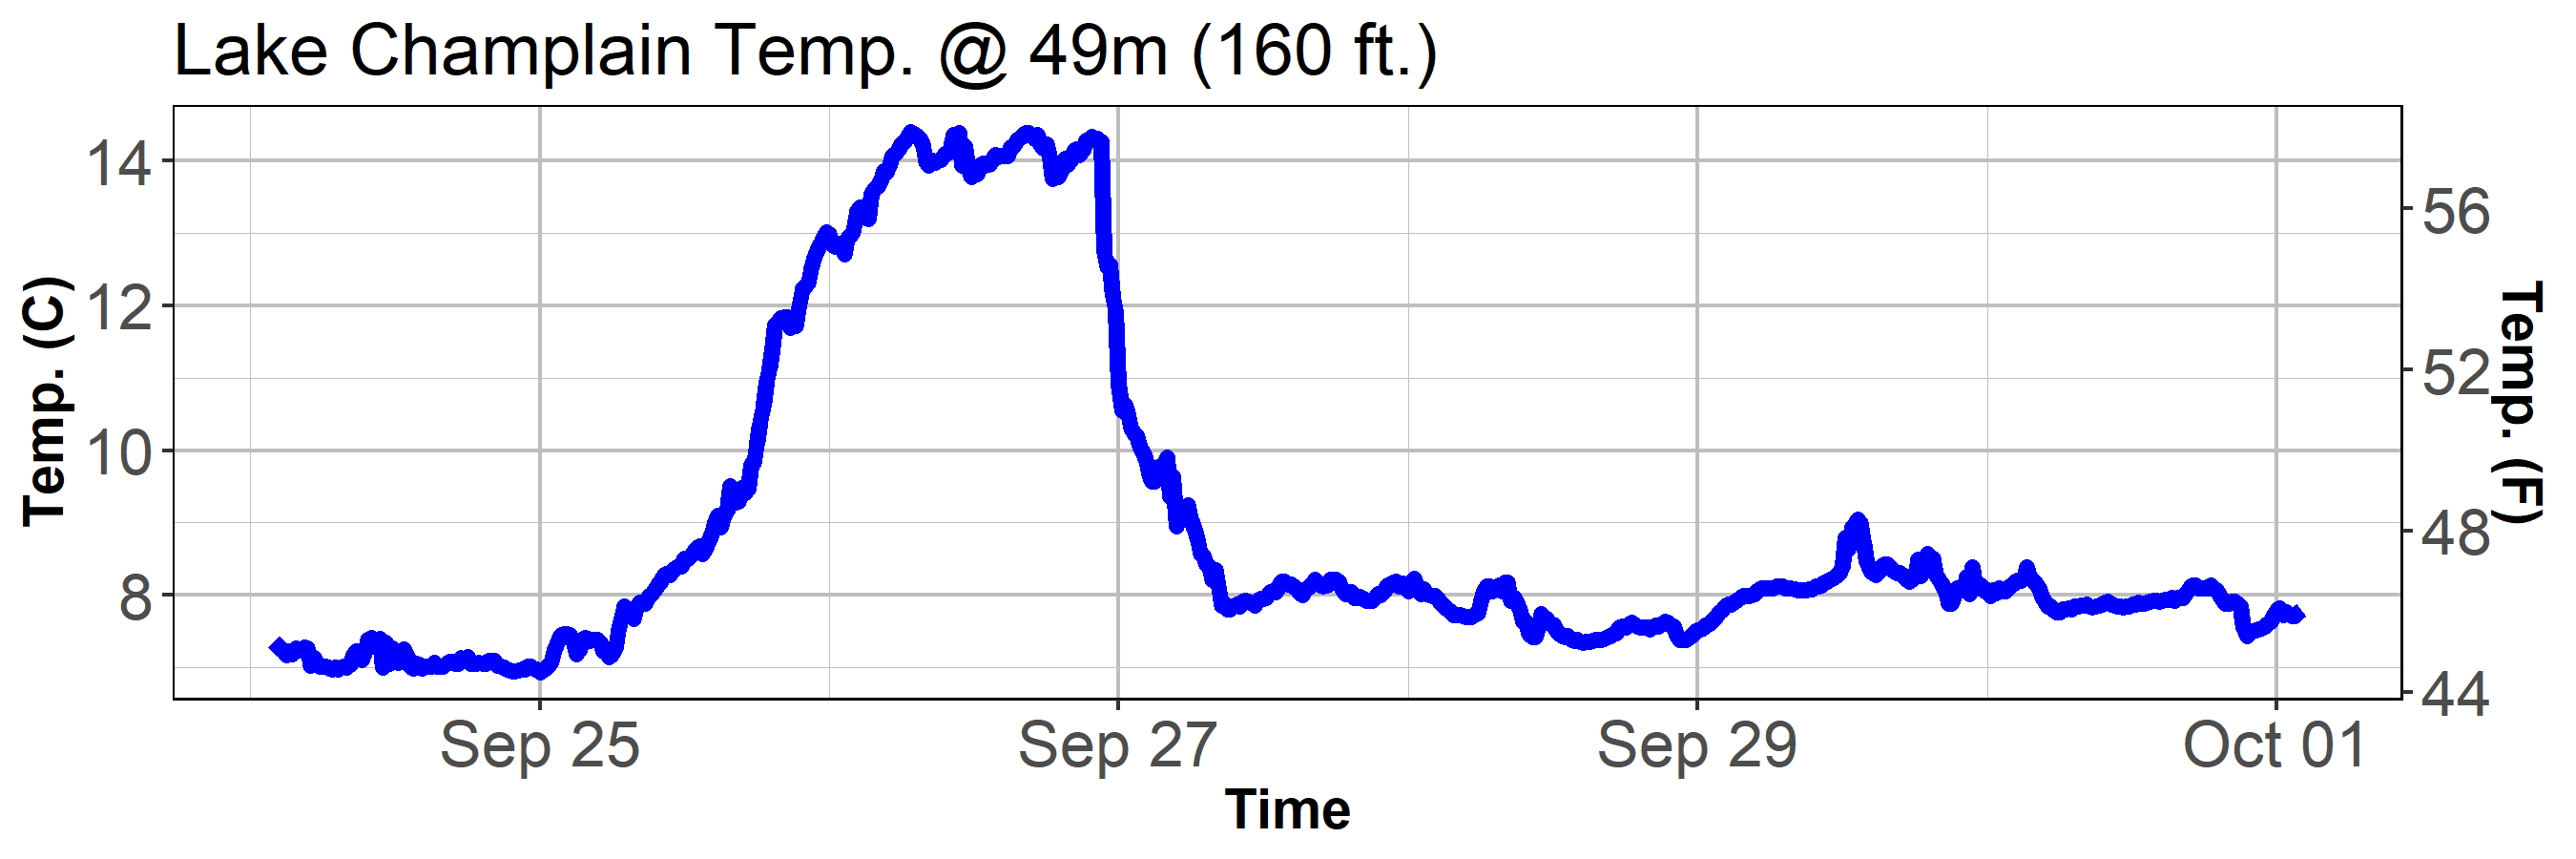 Lake Champlain Temp. @ 49m (160 ft.)
Temp. (C)
14
12
10
8
56
52
48
44
Temp. (F)
Sep 25
Sep 27
Sep 29
Oct 01
Time